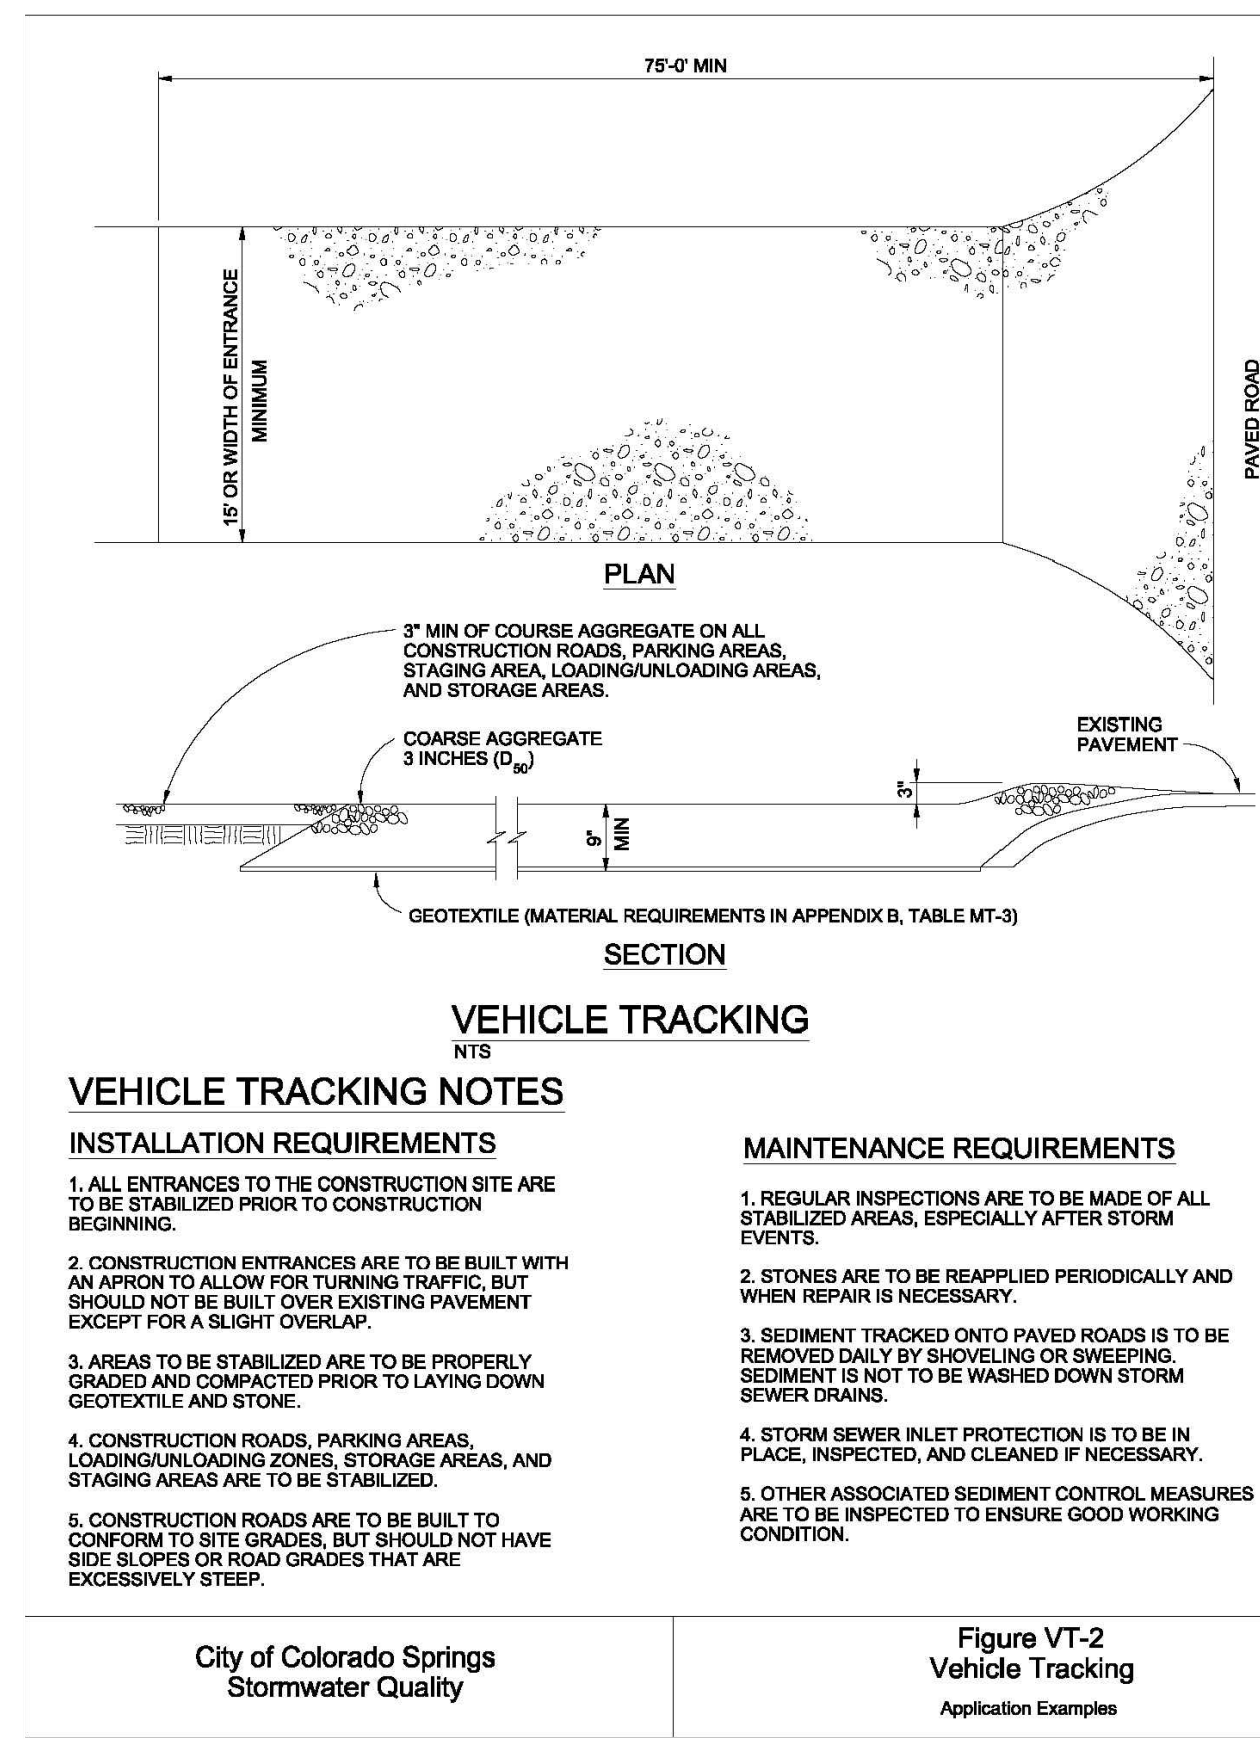 75'-0' MIN
15' OR WIDTH OF ENTRANCE
MINIMUM
PAVED ROAD
PLAN
3" MIN OF COURSE AGGREGATE ON ALL
CONSTRUCTION ROADS, PARKING AREAS,
STAGING AREA, LOADING/UNLOADING AREAS,
AND STORAGE AREAS.
COARSE AGGREGATE
3 INCHES (D50)
EXISTING
PAVEMENT
3"
9"
MIN
GEOTEXTILE (MATERIAL REQUIREMENTS IN APPENDIX B, TABLE MT-3)
SECTION
VEHICLE TRACKING
NTS
VEHICLE TRACKING NOTES
INSTALLATION REQUIREMENTS
1. ALL ENTRANCES TO THE CONSTRUCTION SITE ARE
TO BE STABILIZED PRIOR TO CONSTRUCTION
BEGINNING.
2. CONSTRUCTION ENTRANCES ARE TO BE BUILT WITH
AN APRON TO ALLOW FOR TURNING TRAFFIC, BUT
SHOULD NOT BE BUILT OVER EXISTING PAVEMENT
EXCEPT FOR A SLIGHT OVERLAP.
3. AREAS TO BE STABILIZED ARE TO BE PROPERLY
GRADED AND COMPACTED PRIOR TO LAYING DOWN
GEOTEXTILE AND STONE.
4. CONSTRUCTION ROADS, PARKING AREAS,
LOADING/UNLOADING ZONES, STORAGE AREAS, AND
STAGING AREAS ARE TO BE STABILIZED.
5. CONSTRUCTION ROADS ARE TO BE BUILT TO
CONFORM TO SITE GRADES, BUT SHOULD NOT HAVE
SIDE SLOPES OR ROAD GRADES THAT ARE
EXCESSIVELY STEEP.
MAINTENANCE REQUIREMENTS
1. REGULAR INSPECTIONS ARE TO BE MADE OF ALL
STABILIZED AREAS, ESPECIALLY AFTER STORM
EVENTS.
2. STONES ARE TO BE REAPPLIED PERIODICALLY AND
WHEN REPAIR IS NECESSARY.
3. SEDIMENT TRACKED ONTO PAVED ROADS IS TO BE
REMOVED DAILY BY SHOVELING OR SWEEPING.
SEDIMENT IS NOT TO BE WASHED DOWN STORM
SEWER DRAINS.
4. STORM SEWER INLET PROTECTION IS TO BE IN
PLACE, INSPECTED, AND CLEANED IF NECESSARY.
5. OTHER ASSOCIATED SEDIMENT CONTROL MEASURES
ARE TO BE INSPECTED TO ENSURE GOOD WORKING
CONDITION.
City of Colorado Springs
Stormwater Quality
Figure VT-2
Vehicle Tracking
Application Examples